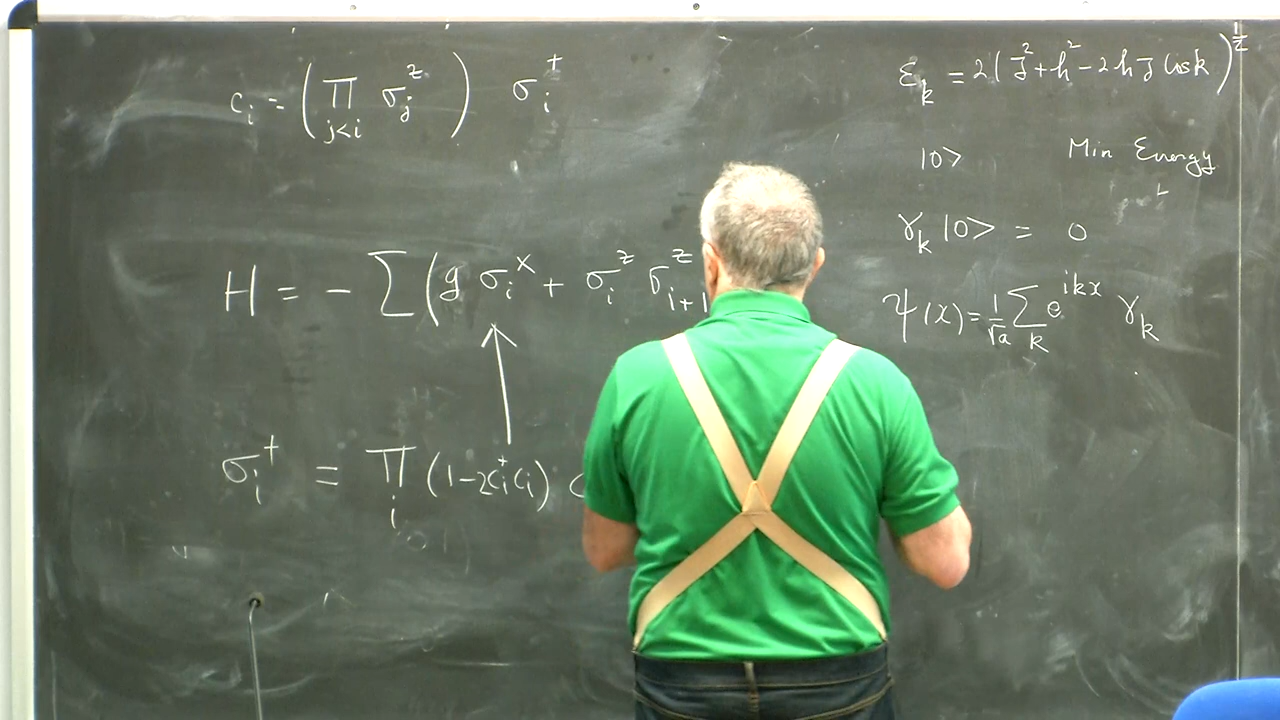 c_i = ( ∏_{j<i} σ_j^z ) σ_i^+
H = - ∑ ( g σ_i^x + σ_i^z σ_{i+1}^z
σ_i^+ = ∏_i (1-2c_i^+ c_i) c
ε_k = 2( J^2 + h^2 - 2hJ cos k )^{1/2}
|0> Min Energy
γ_k |0> = 0
ψ(x) = 1/√a ∑_k e^{ikx} γ_k